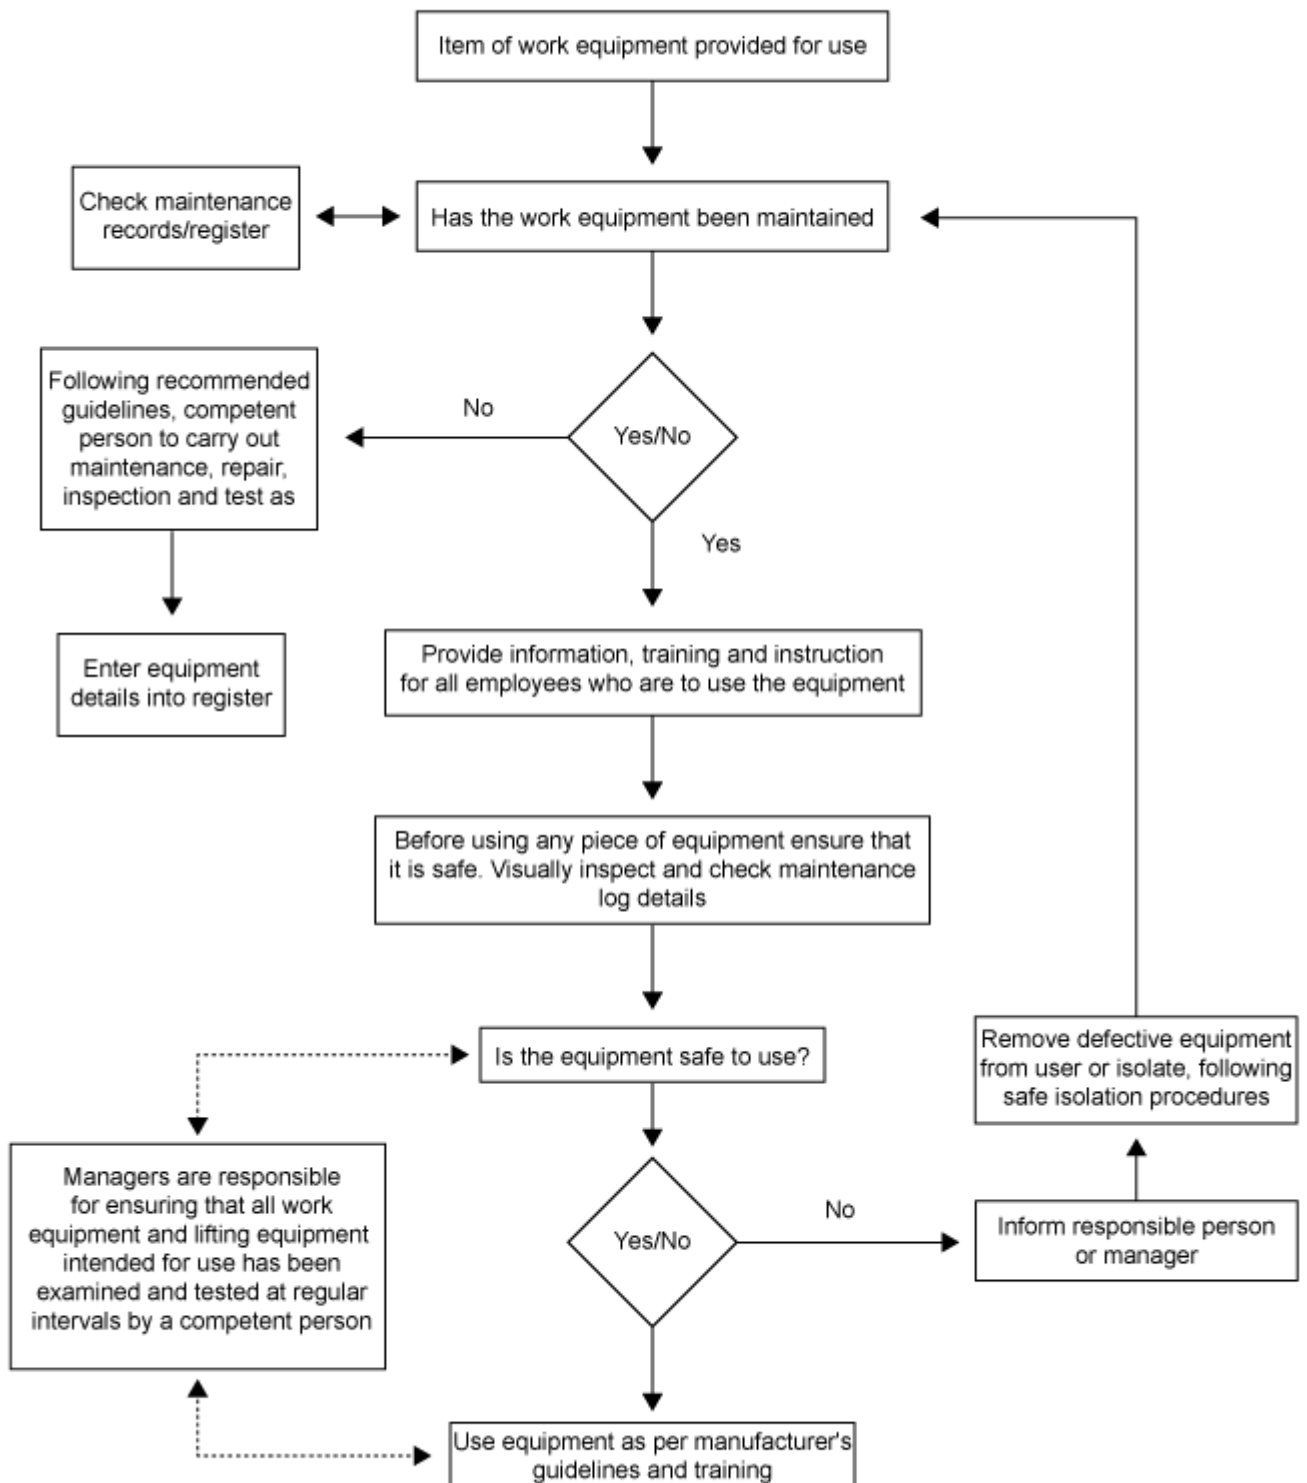 Item of work equipment provided for use
Check maintenance
records/register
Has the work equipment been maintained
Following recommended
guidelines, competent
person to carry out
maintenance, repair,
inspection and test as
No
Yes/No
Yes
Enter equipment
details into register
Provide information, training and instruction
for all employees who are to use the equipment
Before using any piece of equipment ensure that
it is safe. Visually inspect and check maintenance
log details
Is the equipment safe to use?
Remove defective equipment
from user or isolate, following
safe isolation procedures
Managers are responsible
for ensuring that all work
equipment and lifting equipment
intended for use has been
examined and tested at regular
intervals by a competent person
Yes/No
No
Inform responsible person
or manager
Use equipment as per manufacturer's
guidelines and training